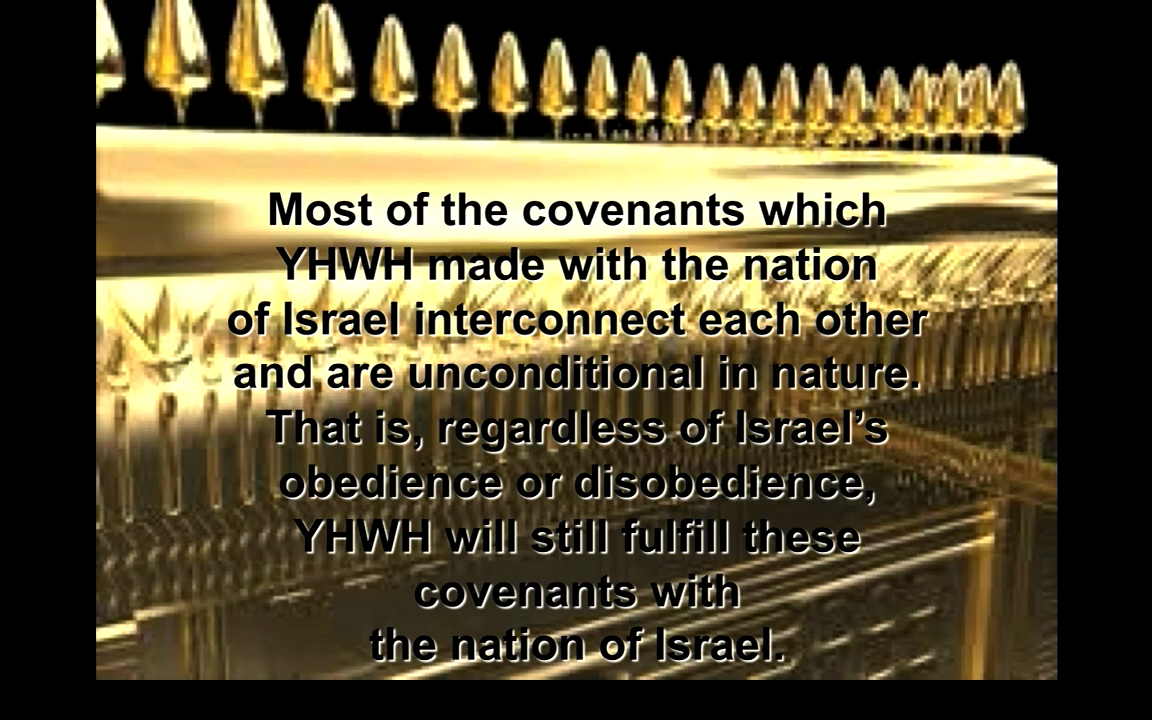 Most of the covenants which
YHWH made with the nation
of Israel interconnect each other
and are unconditional in nature.
That is, regardless of Israel’s
obedience or disobedience,
YHWH will still fulfill these
covenants with
the nation of Israel.